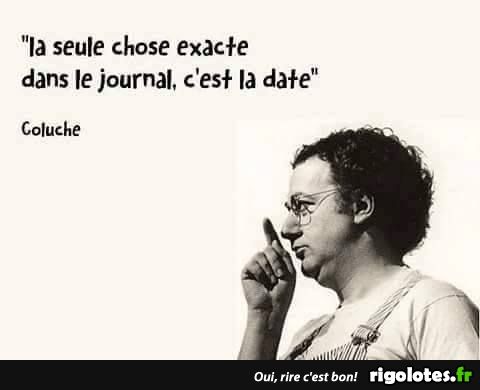 "la seule chose exacte
dans le journal, c'est la date"
Coluche
Oui, rire c'est bon! rigolotes.fr